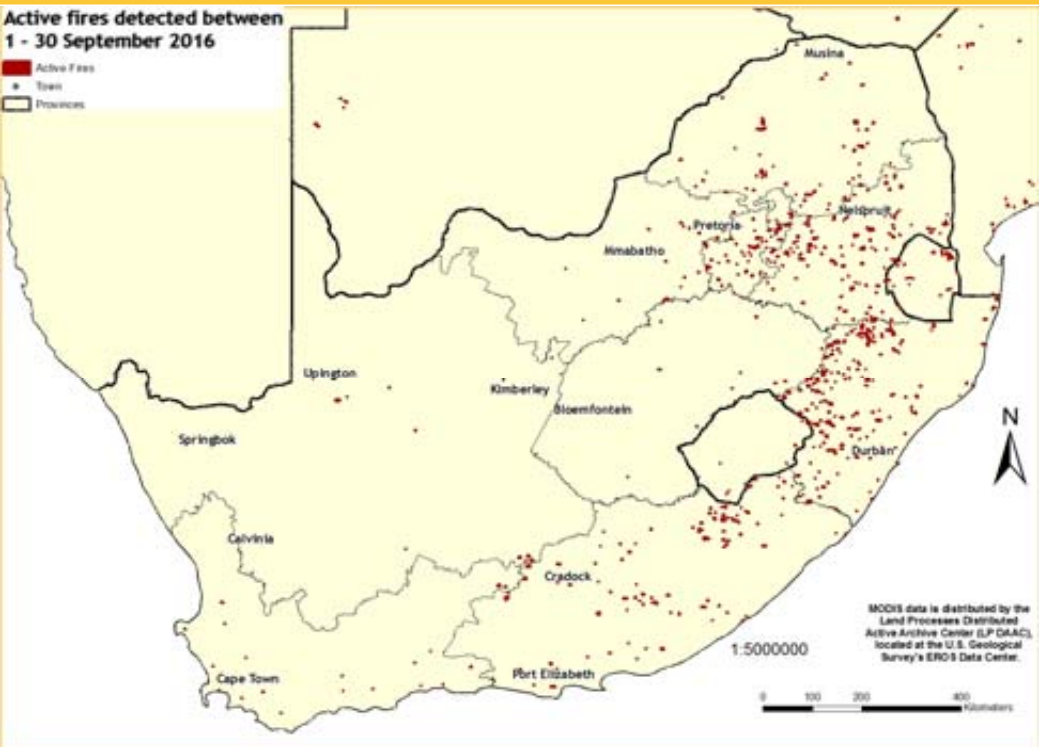 Active fires detected between
1 - 30 September 2016
Active Fires
Town
Provinces
Musina
Nelspruit
Pretoria
Mmabatho
Upington
Kimberley
Bloemfontein
Springbok
Durban
Calvinia
Cradock
Cape Town
Port Elizabeth
N
MODIS data is distributed by the
Land Processes Distributed
Active Archive Center (LP DAAC),
located at the U.S. Geological
Survey's EROS Data Center.
1:5000000
0 100 200 400
Kilometers